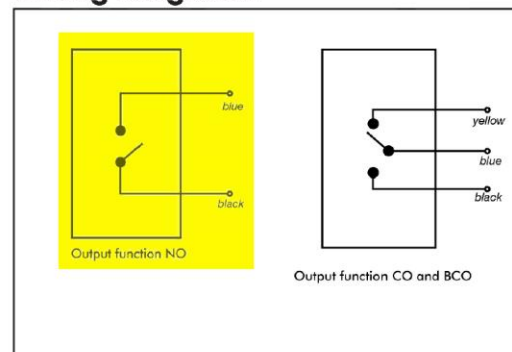 blue
black
Output function NO
yellow
blue
black
Output function CO and BCO